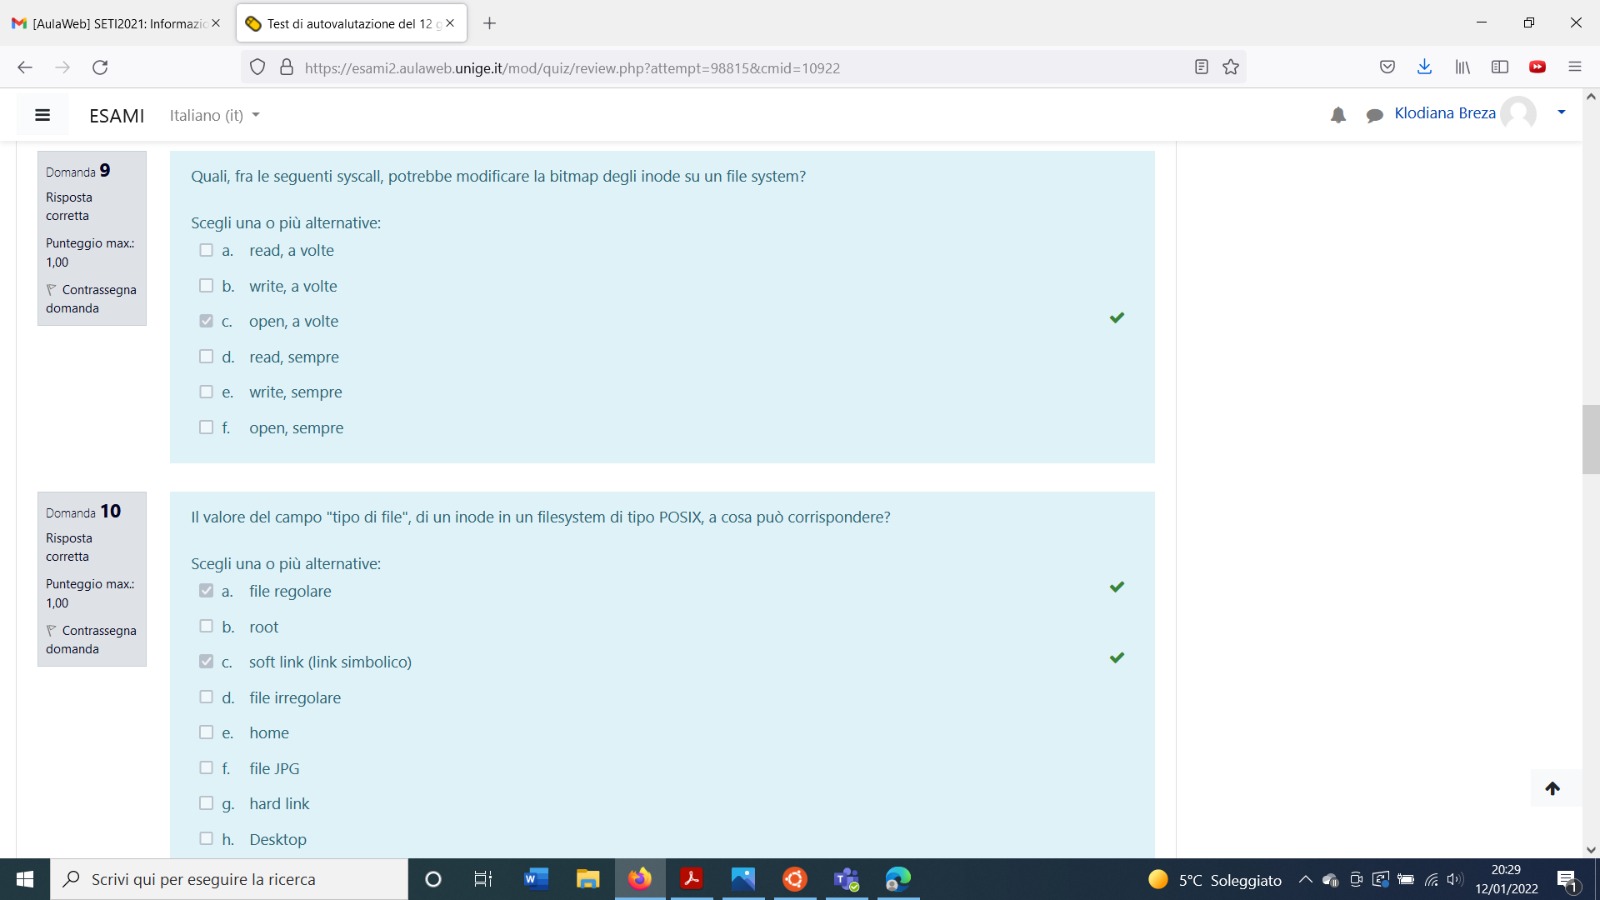 [AulaWeb] SETI2021: Informazio
Test di autovalutazione del 12 g
https://esami2.aulaweb.unige.it/mod/quiz/review.php?attempt=98815&cmid=10922
ESAMI
Italiano (it)
Klodiana Breza
Domanda 9
Risposta
corretta
Punteggio max.:
1,00
Contrassegna
domanda
Quali, fra le seguenti syscall, potrebbe modificare la bitmap degli inode su un file system?
Scegli una o più alternative:
a. read, a volte
b. write, a volte
c. open, a volte
d. read, sempre
e. write, sempre
f. open, sempre
Domanda 10
Risposta
corretta
Punteggio max.:
1,00
Contrassegna
domanda
Il valore del campo "tipo di file", di un inode in un filesystem di tipo POSIX, a cosa può corrispondere?
Scegli una o più alternative:
a. file regolare
b. root
c. soft link (link simbolico)
d. file irregolare
e. home
f. file JPG
g. hard link
h. Desktop
Scrivi qui per eseguire la ricerca
5°C Soleggiato
20:29
12/01/2022
1